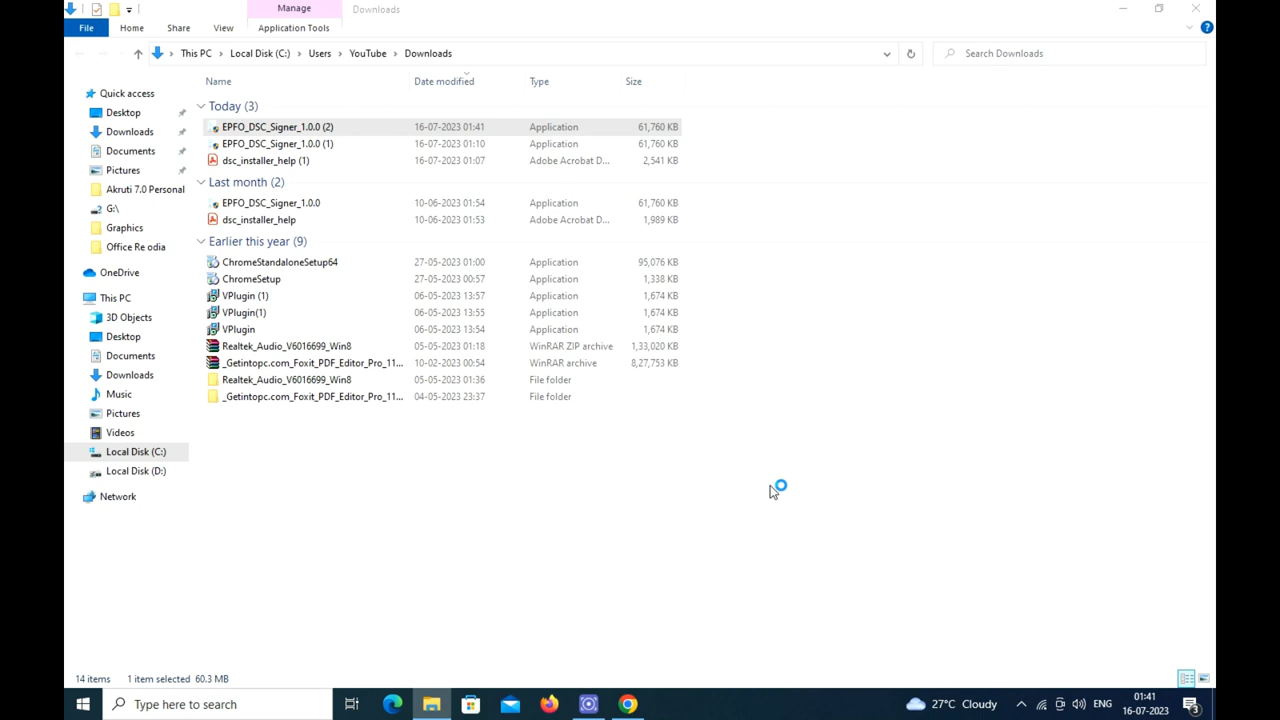 Manage
Downloads
File
Home
Share
View
Application Tools
This PC
Local Disk (C:)
Users
YouTube
Downloads
Search Downloads
Name
Date modified
Type
Size
Quick access
Desktop
Downloads
Documents
Pictures
Akruti 7.0 Personal
G:\
Graphics
Office Re odia
OneDrive
This PC
3D Objects
Desktop
Documents
Downloads
Music
Pictures
Videos
Local Disk (C:)
Local Disk (D:)
Network
Today (3)
EPFO_DSC_Signer_1.0.0 (2) 16-07-2023 01:41 Application 61,760 KB
EPFO_DSC_Signer_1.0.0 (1) 16-07-2023 01:10 Application 61,760 KB
dsc_installer_help (1) 16-07-2023 01:07 Adobe Acrobat D... 2,541 KB
Last month (2)
EPFO_DSC_Signer_1.0.0 10-06-2023 01:54 Application 61,760 KB
dsc_installer_help 10-06-2023 01:53 Adobe Acrobat D... 1,989 KB
Earlier this year (9)
ChromeStandaloneSetup64 27-05-2023 01:00 Application 95,076 KB
ChromeSetup 27-05-2023 00:57 Application 1,338 KB
VPlugin (1) 06-05-2023 13:57 Application 1,674 KB
VPlugin(1) 06-05-2023 13:55 Application 1,674 KB
VPlugin 06-05-2023 13:54 Application 1,674 KB
Realtek_Audio_V6016699_Win8 05-05-2023 01:18 WinRAR ZIP archive 1,33,020 KB
_Getintopc.com_Foxit_PDF_Editor_Pro_11... 10-02-2023 00:54 WinRAR archive 8,27,753 KB
Realtek_Audio_V6016699_Win8 05-05-2023 01:36 File folder
_Getintopc.com_Foxit_PDF_Editor_Pro_11... 04-05-2023 23:37 File folder
14 items 1 item selected 60.3 MB
Type here to search
27°C Cloudy
ENG
01:41
16-07-2023
3